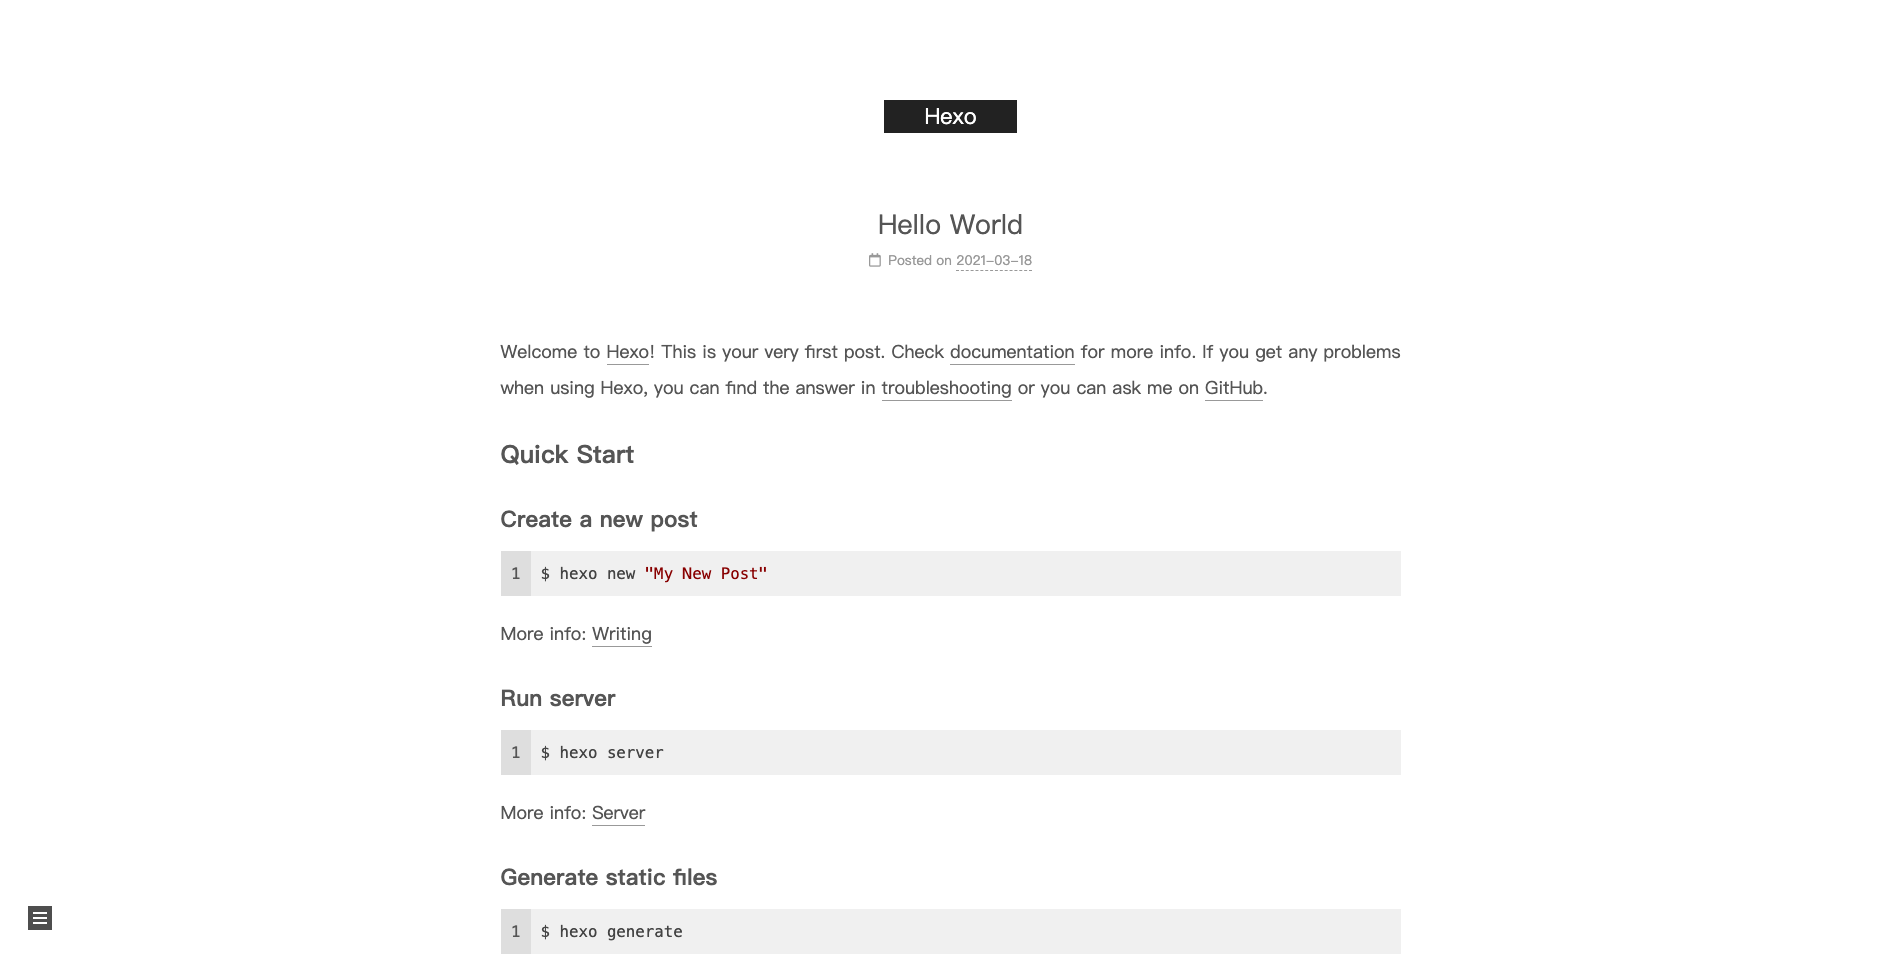 Hexo
Hello World
Posted on 2021-03-18
Welcome to Hexo! This is your very first post. Check documentation for more info. If you get any problems
when using Hexo, you can find the answer in troubleshooting or you can ask me on GitHub.
Quick Start
Create a new post
1 $ hexo new "My New Post"
More info: Writing
Run server
1 $ hexo server
More info: Server
Generate static files
1 $ hexo generate